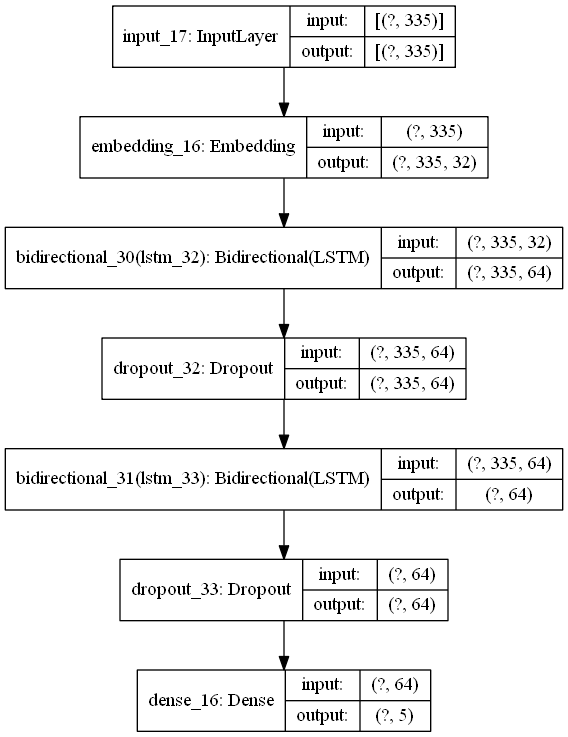 input_17: InputLayer
input: [(?, 335)]
output: [(?, 335)]
embedding_16: Embedding
input: (?, 335)
output: (?, 335, 32)
bidirectional_30(lstm_32): Bidirectional(LSTM)
input: (?, 335, 32)
output: (?, 335, 64)
dropout_32: Dropout
input: (?, 335, 64)
output: (?, 335, 64)
bidirectional_31(lstm_33): Bidirectional(LSTM)
input: (?, 335, 64)
output: (?, 64)
dropout_33: Dropout
input: (?, 64)
output: (?, 64)
dense_16: Dense
input: (?, 64)
output: (?, 5)